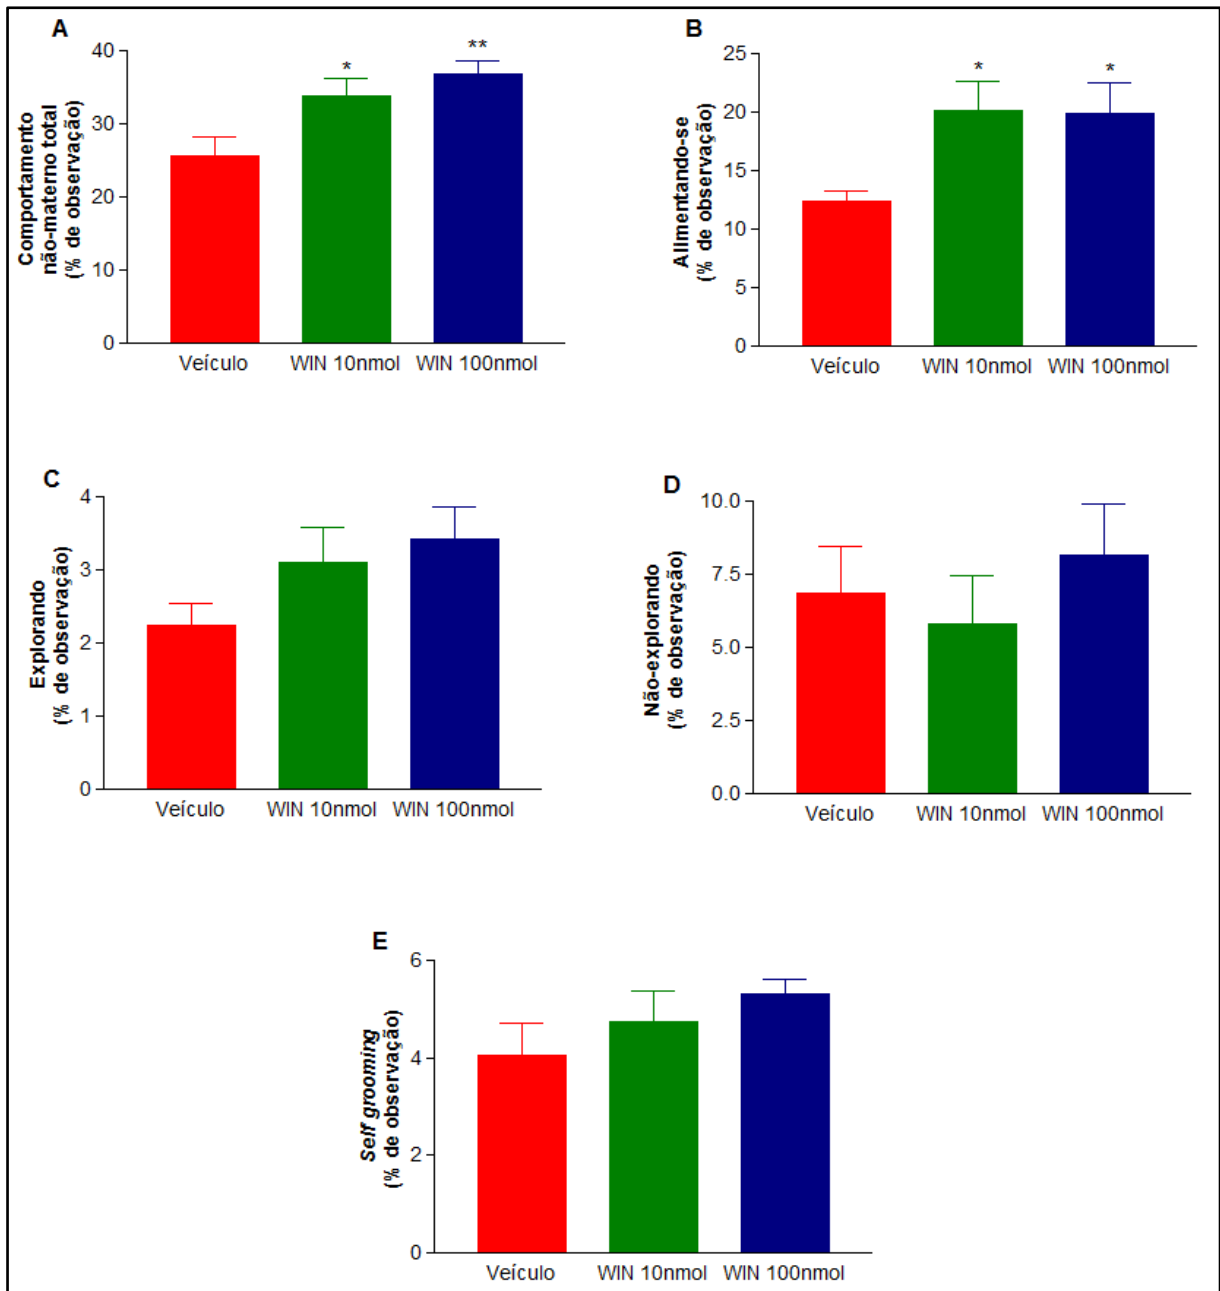 A
Comportamento
não-materno total
(% de observação)
40
30
20
10
0
*
**
Veículo
WIN 10nmol
WIN 100nmol
B
Alimentando-se
(% de observação)
25
20
15
10
5
0
*
*
Veículo
WIN 10nmol
WIN 100nmol
C
Explorando
(% de observação)
4
3
2
1
0
Veículo
WIN 10nmol
WIN 100nmol
D
Não-explorando
(% de observação)
10.0
7.5
5.0
2.5
0.0
Veículo
WIN 10nmol
WIN 100nmol
E
Self grooming
(% de observação)
6
4
2
0
Veículo
WIN 10nmol
WIN 100nmol